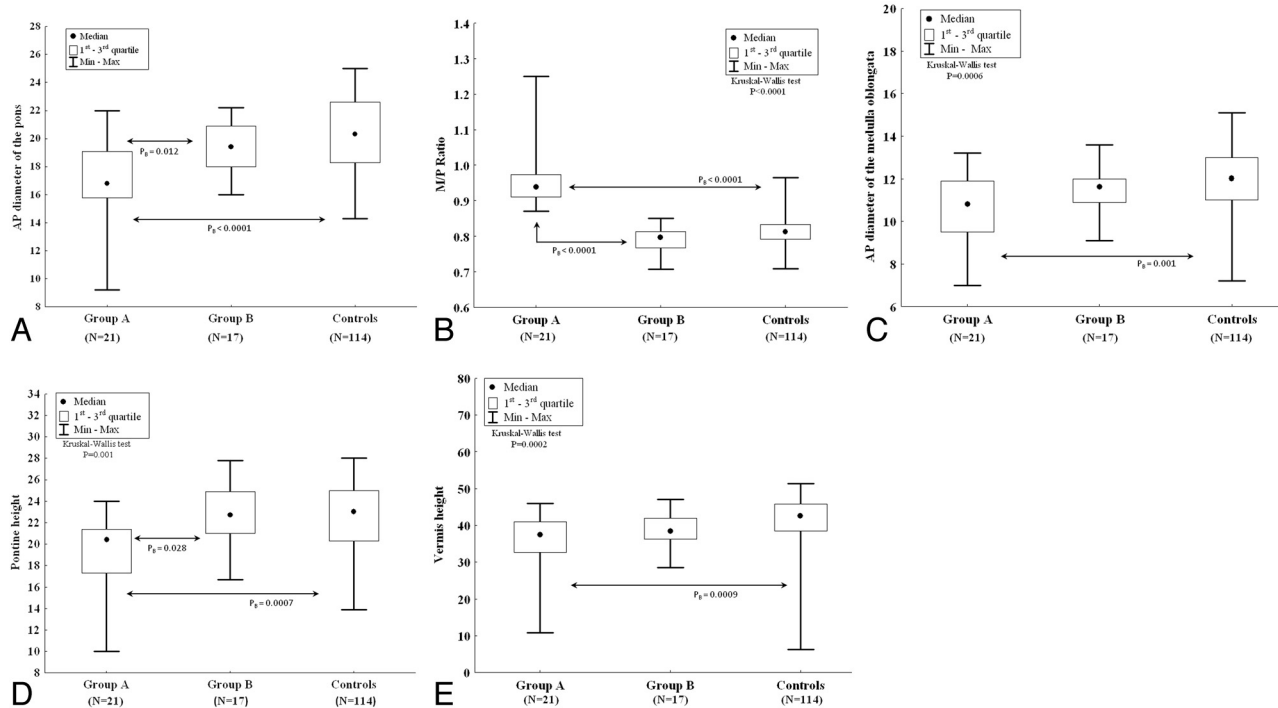 28
26
24
22
20
18
16
14
12
10
8
AP diameter of the pons
Median
1st - 3rd quartile
Min - Max
PB = 0.012
PB < 0.0001
Group A
(N=21)
Group B
(N=17)
Controls
(N=114)
A
1.4
1.3
1.2
1.1
1.0
0.9
0.8
0.7
0.6
M/P Ratio
Median
1st - 3rd quartile
Min - Max
Kruskal-Wallis test
P<0.0001
PB < 0.0001
PB < 0.0001
Group A
(N=21)
Group B
(N=17)
Controls
(N=114)
B
20
18
16
14
12
10
8
6
AP diameter of the medulla oblongata
Median
1st - 3rd quartile
Min - Max
Kruskal-Wallis test
P=0.0006
PB = 0.001
Group A
(N=21)
Group B
(N=17)
Controls
(N=114)
C
34
32
30
28
26
24
22
20
18
16
14
12
10
8
Pontine height
Median
1st - 3rd quartile
Min - Max
Kruskal-Wallis test
P=0.001
PB = 0.028
PB = 0.0007
Group A
(N=21)
Group B
(N=17)
Controls
(N=114)
D
80
70
60
50
40
30
20
10
0
Vermis height
Median
1st - 3rd quartile
Min - Max
Kruskal-Wallis test
P=0.0002
PB = 0.0009
Group A
(N=21)
Group B
(N=17)
Controls
(N=114)
E